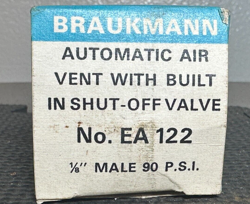 BRAUKMANN
AUTOMATIC AIR
VENT WITH BUILT
IN SHUT-OFF VALVE
No. EA 122
⅛" MALE 90 P.S.I.